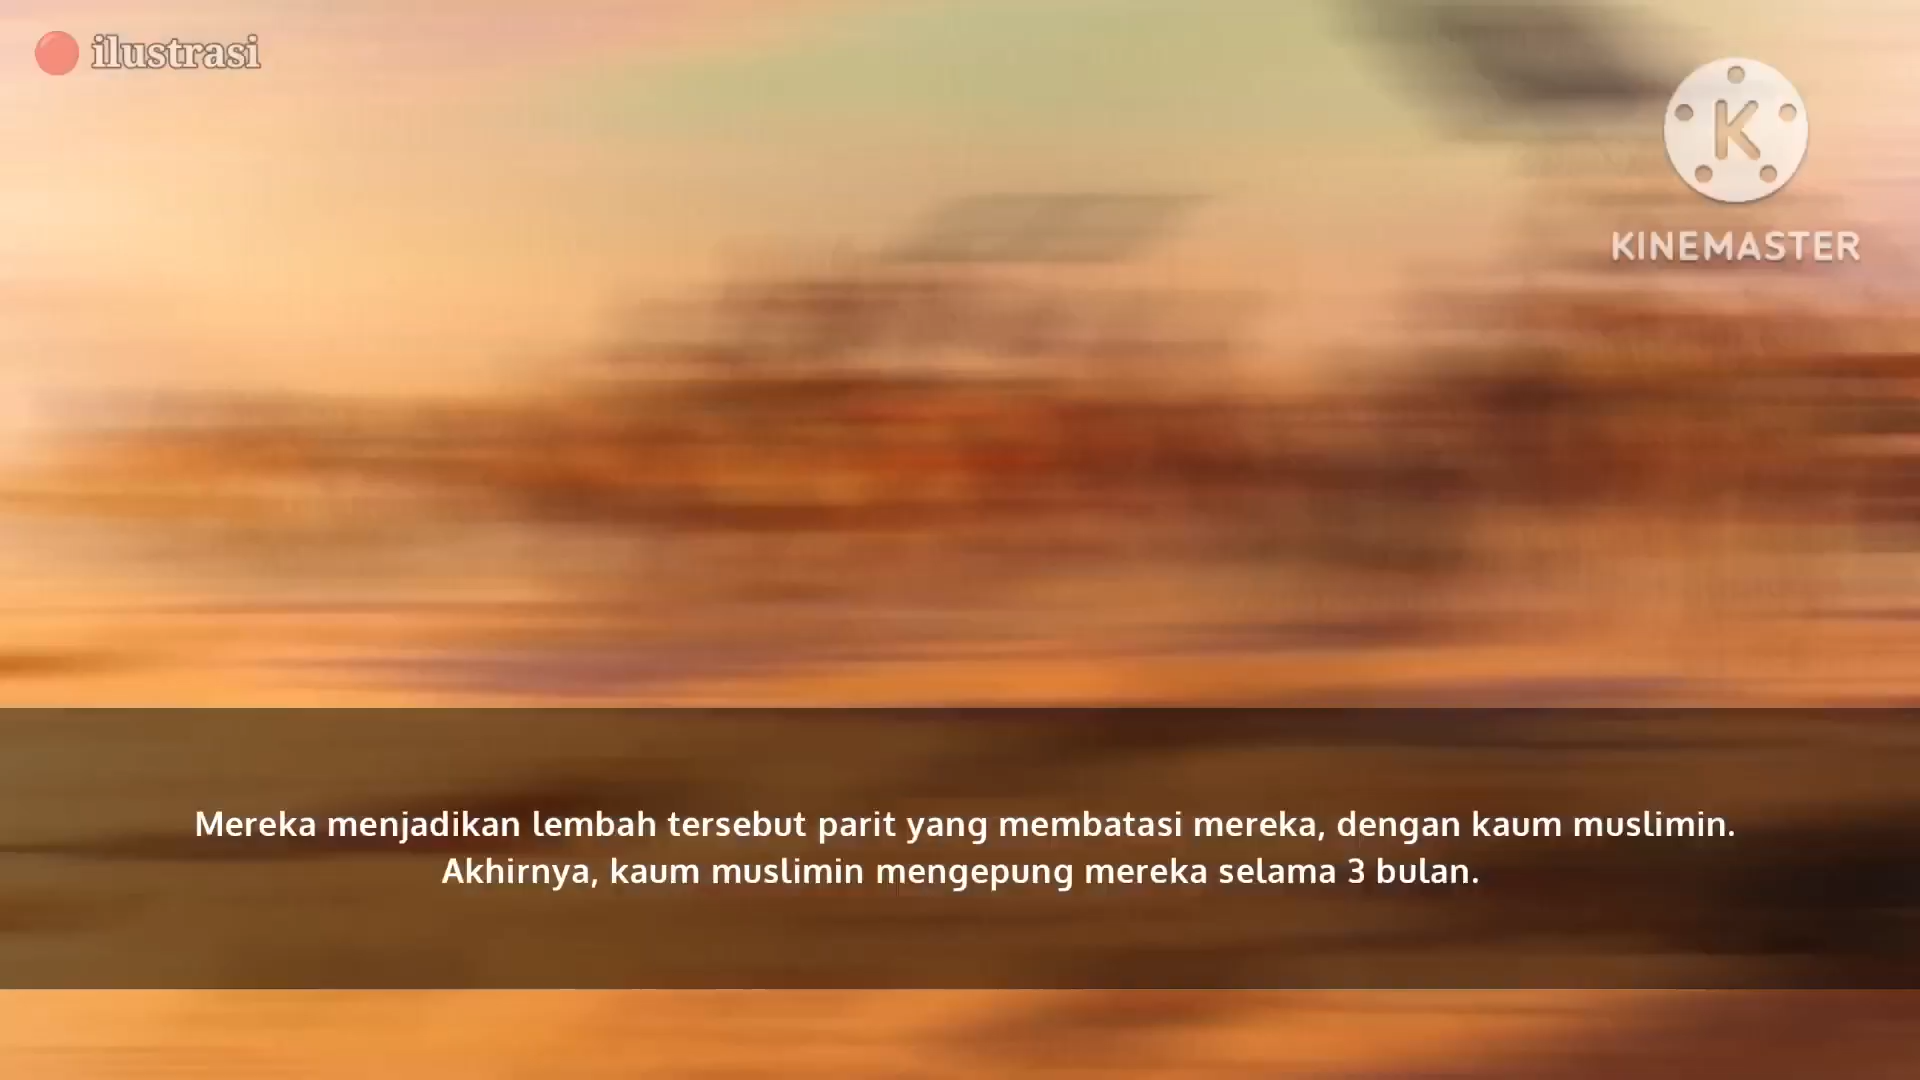 ilustrasi
K
KINEMASTER
Mereka menjadikan lembah tersebut parit yang membatasi mereka, dengan kaum muslimin.
Akhirnya, kaum muslimin mengepung mereka selama 3 bulan.